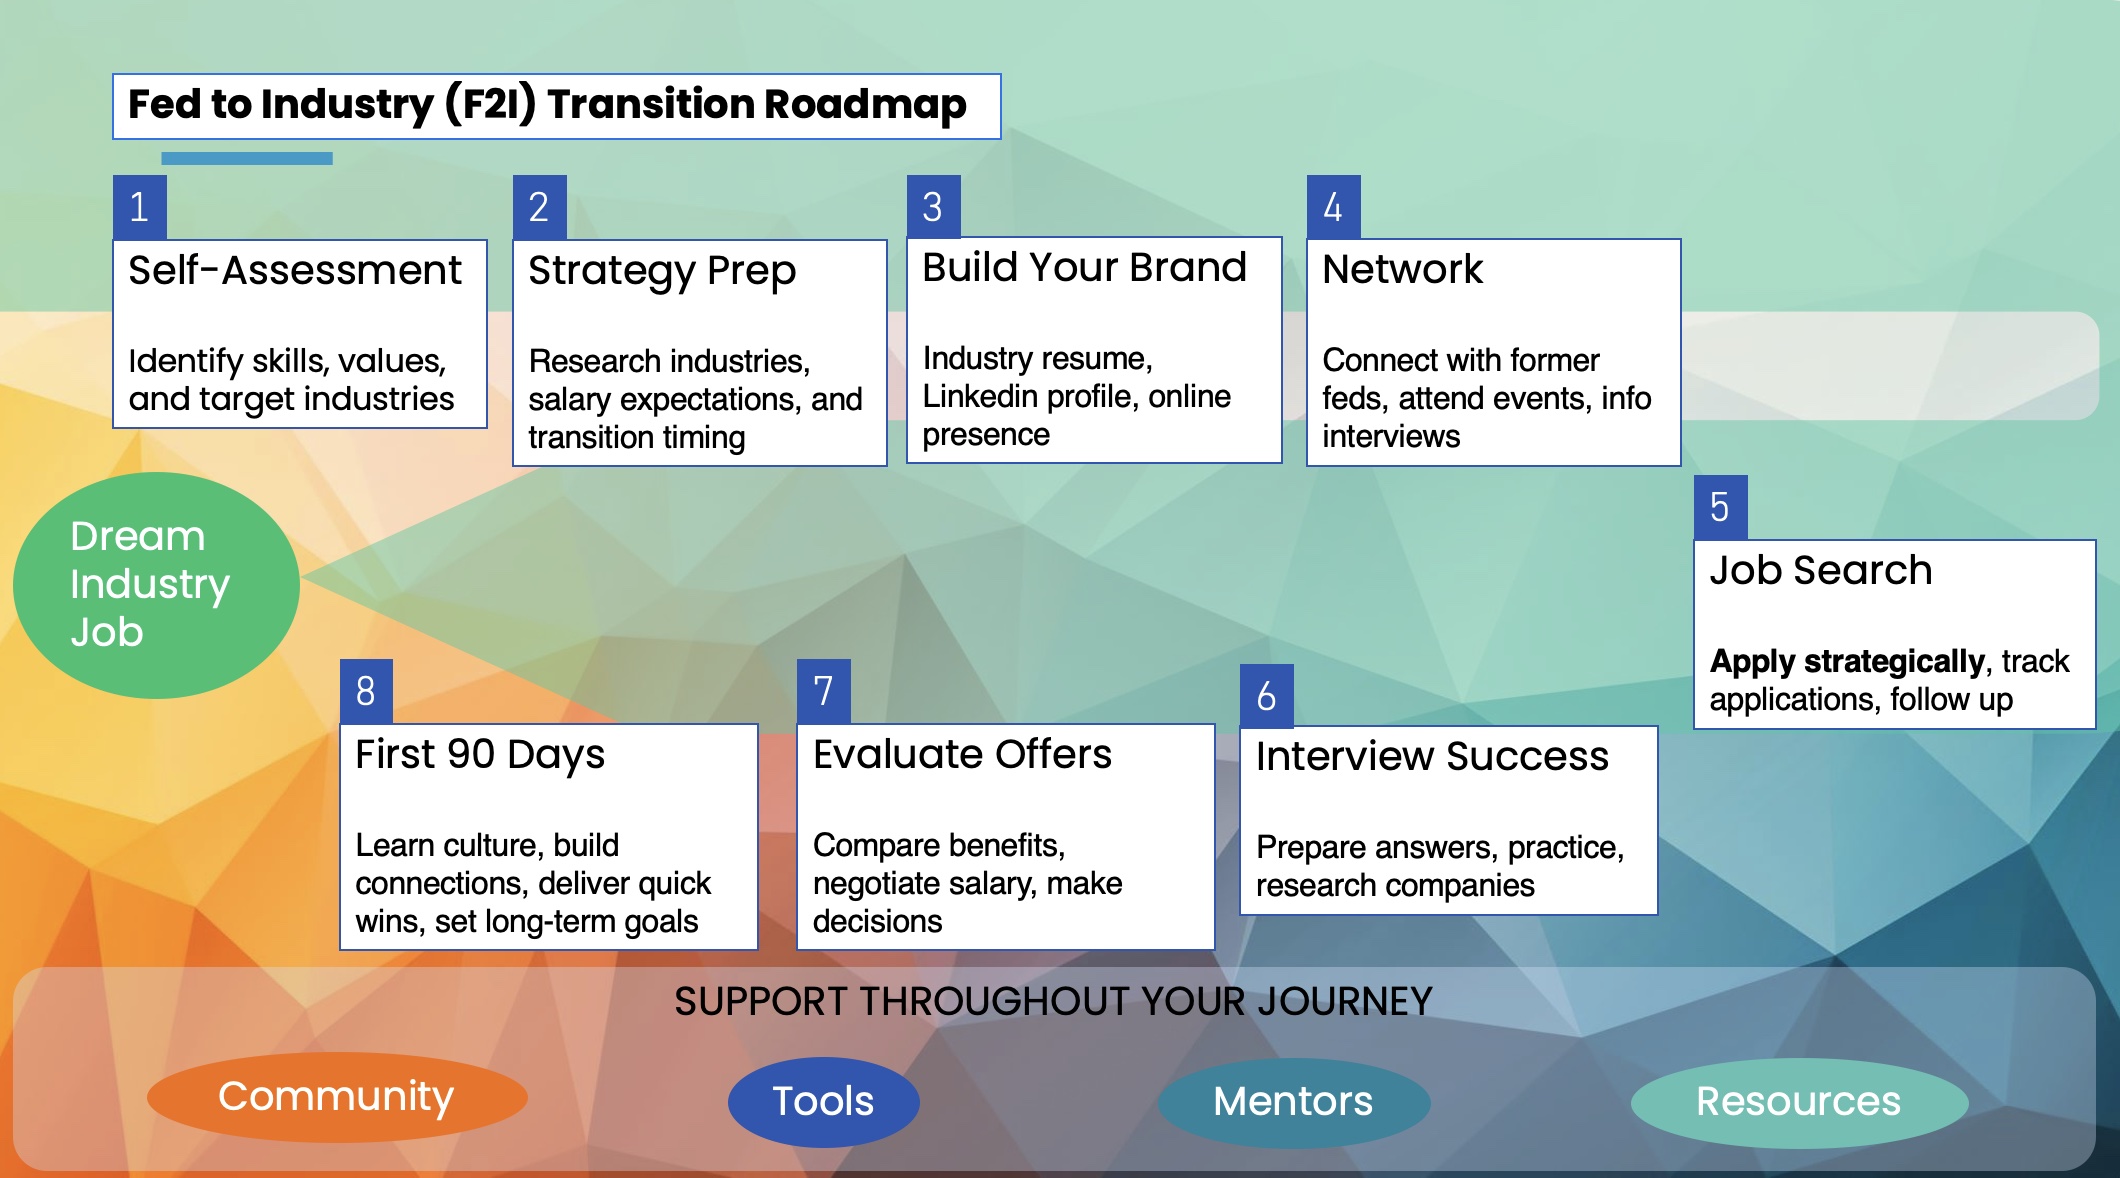 Fed to Industry (F2I) Transition Roadmap
1
Self-Assessment
Identify skills, values,
and target industries
2
Strategy Prep
Research industries,
salary expectations, and
transition timing
3
Build Your Brand
Industry resume,
Linkedin profile, online
presence
4
Network
Connect with former
feds, attend events, info
interviews
5
Job Search
Apply strategically, track
applications, follow up
6
Interview Success
Prepare answers, practice,
research companies
7
Evaluate Offers
Compare benefits,
negotiate salary, make
decisions
8
First 90 Days
Learn culture, build
connections, deliver quick
wins, set long-term goals
Dream
Industry
Job
SUPPORT THROUGHOUT YOUR JOURNEY
Community
Tools
Mentors
Resources